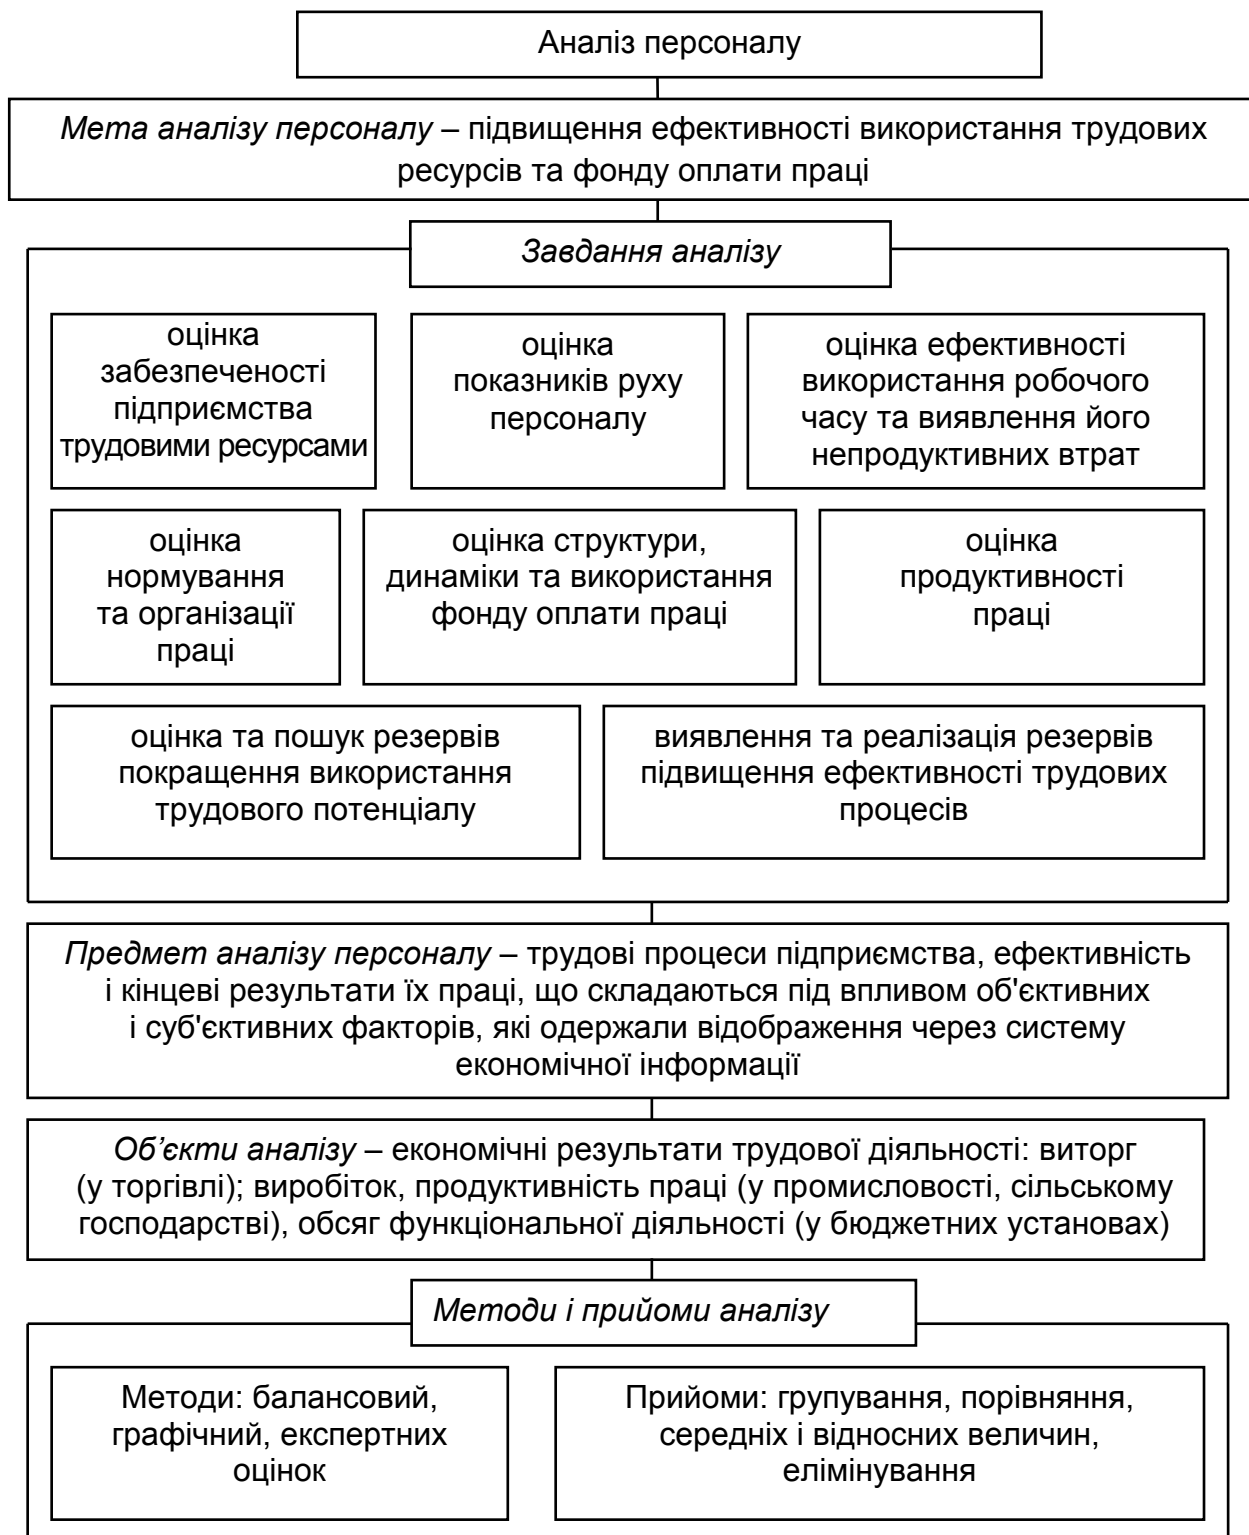 Аналіз персоналу
Мета аналізу персоналу – підвищення ефективності використання трудових
ресурсів та фонду оплати праці
Завдання аналізу
оцінка
забезпеченості
підприємства
трудовими ресурсами
оцінка
показників руху
персоналу
оцінка ефективності
використання робочого
часу та виявлення його
непродуктивних втрат
оцінка
нормування
та організації
праці
оцінка структури,
динаміки та використання
фонду оплати праці
оцінка
продуктивності
праці
оцінка та пошук резервів
покращення використання
трудового потенціалу
виявлення та реалізація резервів
підвищення ефективності трудових
процесів
Предмет аналізу персоналу – трудові процеси підприємства, ефективність
і кінцеві результати їх праці, що складаються під впливом об'єктивних
і суб'єктивних факторів, які одержали відображення через систему
економічної інформації
Об’єкти аналізу – економічні результати трудової діяльності: виторг
(у торгівлі); виробіток, продуктивність праці (у промисловості, сільському
господарстві), обсяг функціональної діяльності (у бюджетних установах)
Методи і прийоми аналізу
Методи: балансовий,
графічний, експертних
оцінок
Прийоми: групування, порівняння,
середніх і відносних величин,
елімінування